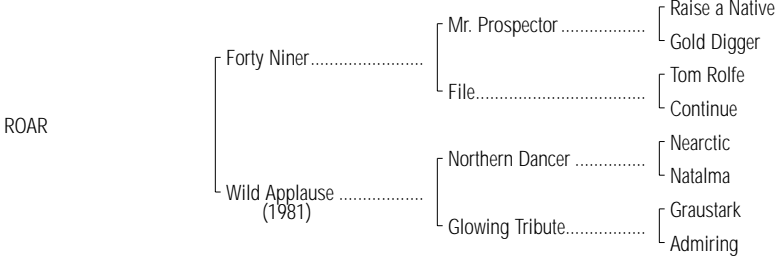 Raise a Native
Mr. Prospector ..................
Gold Digger
Forty Niner........................
Tom Rolfe
File....................................
Continue
ROAR
Nearctic
Northern Dancer ...............
Natalma
Wild Applause ..................
(1981)
Graustark
Glowing Tribute.................
Admiring